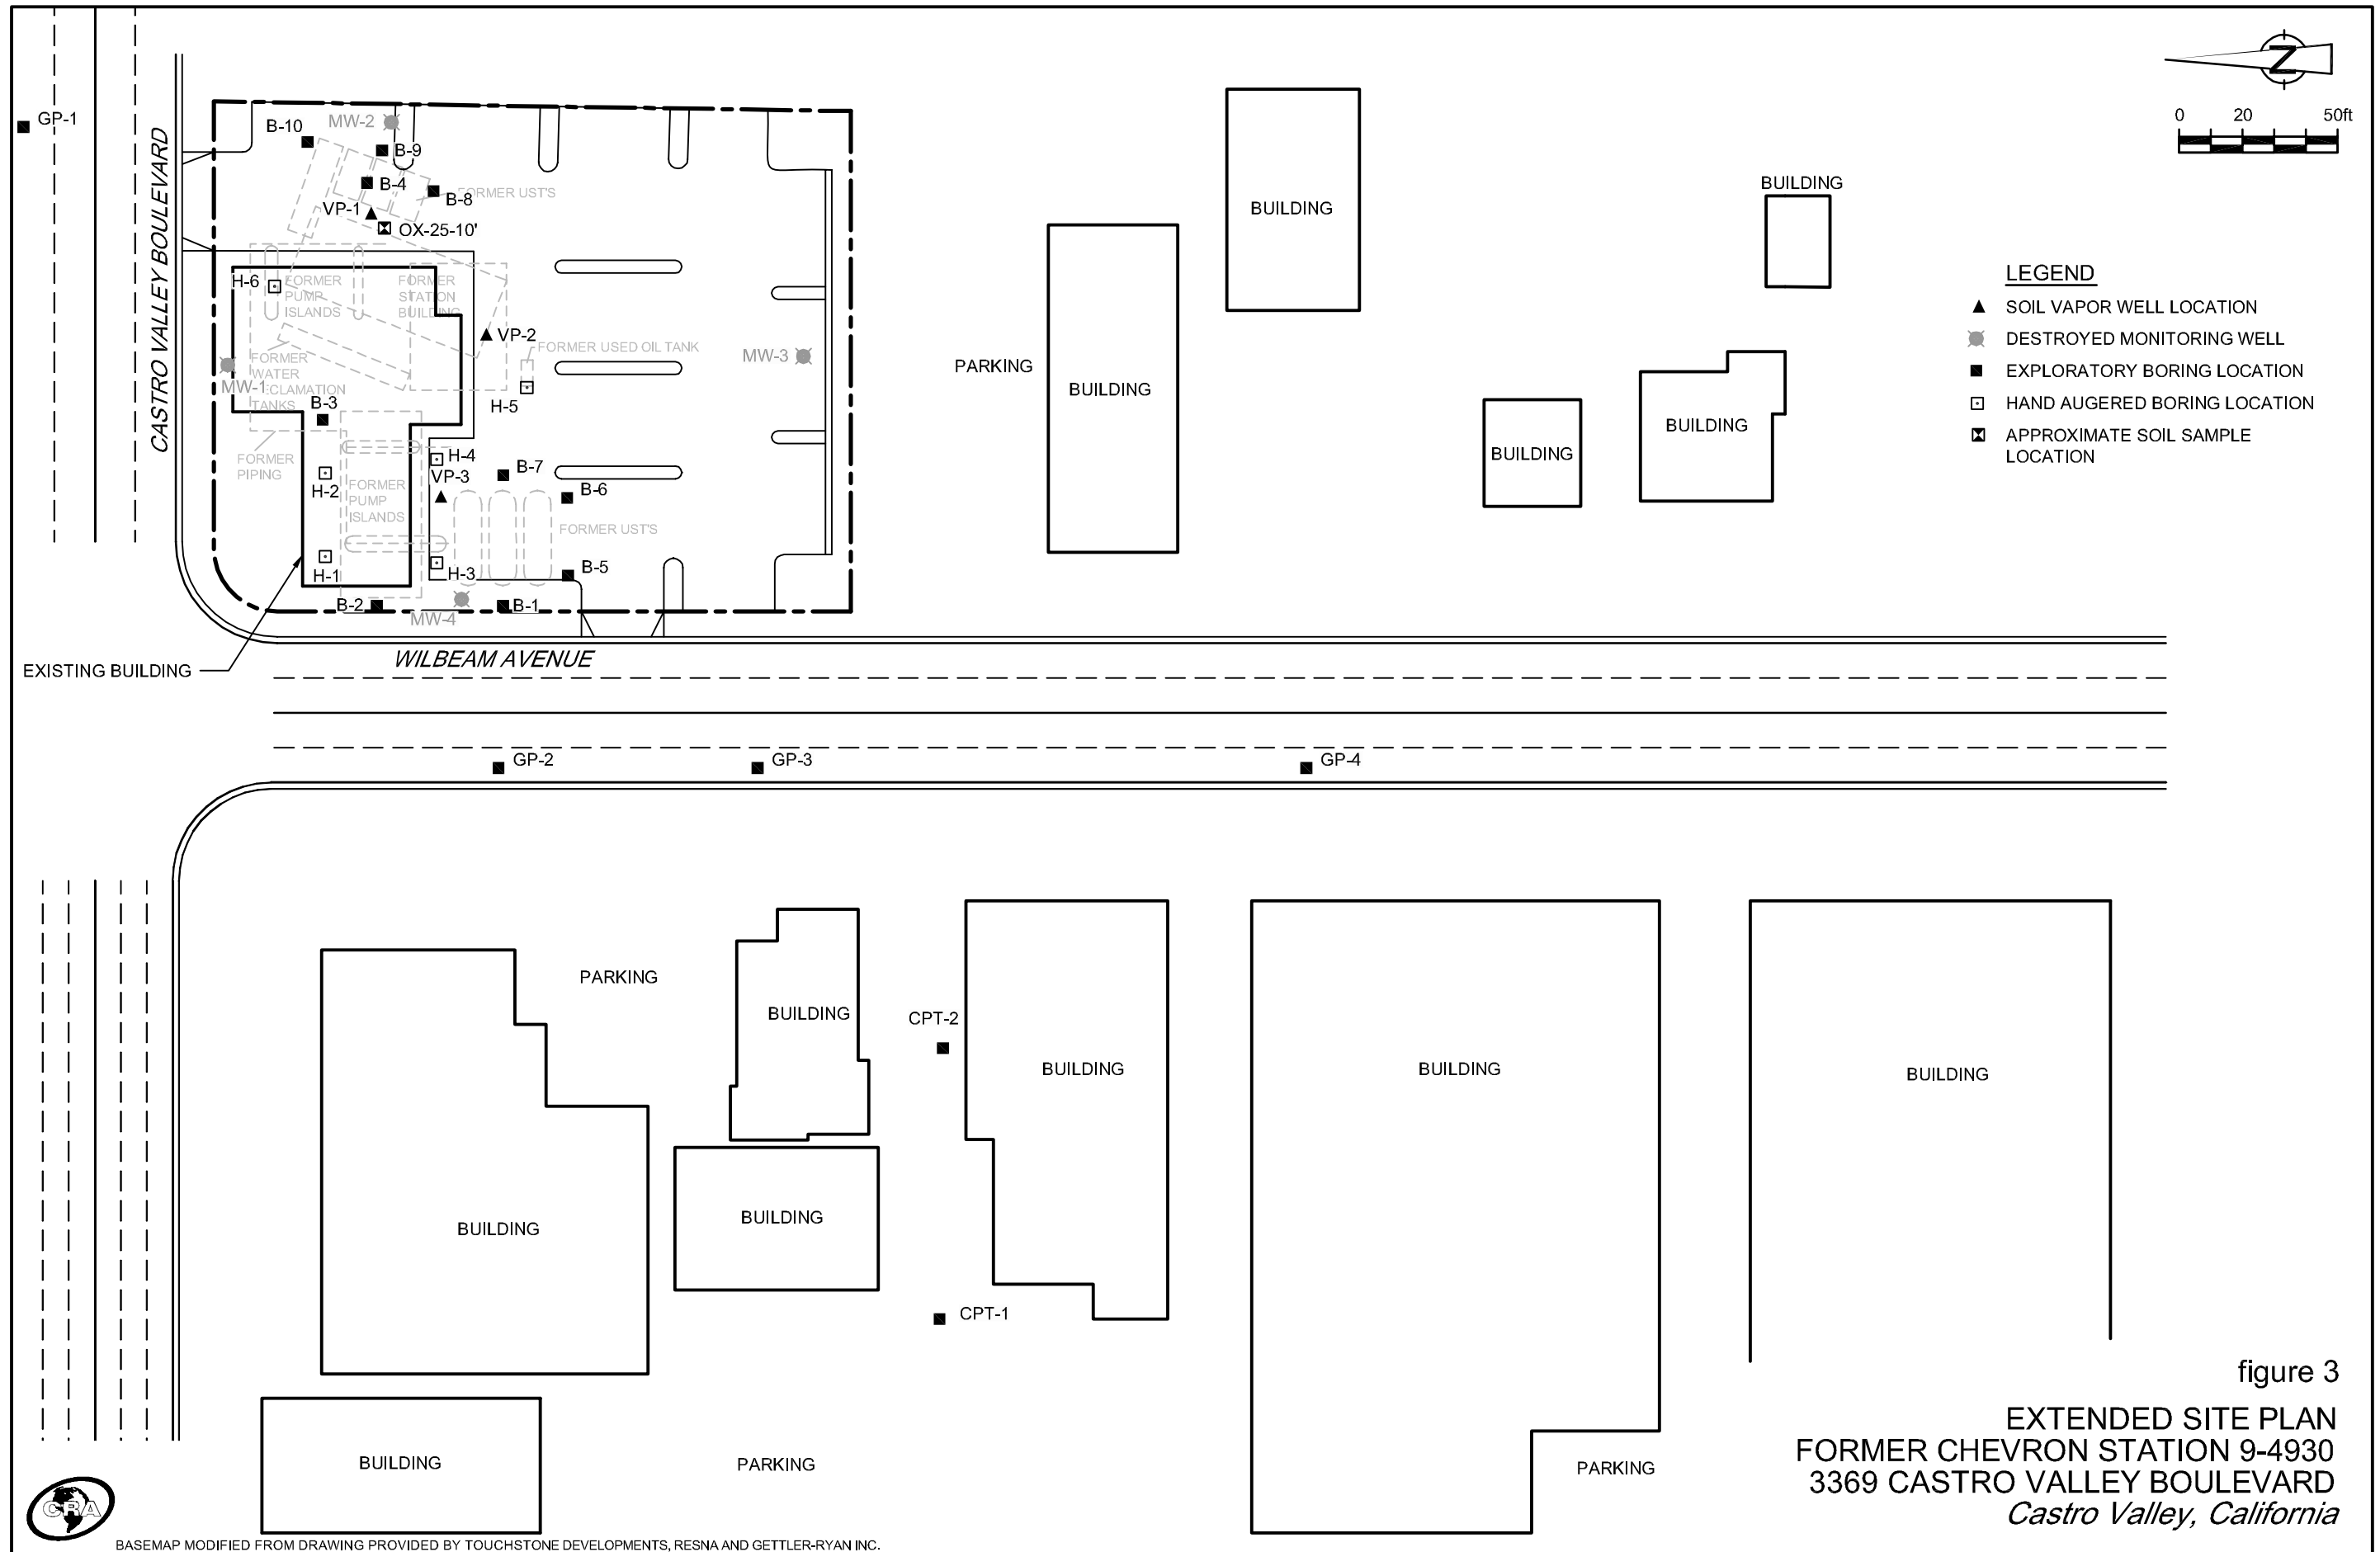 GP-1
CASTRO VALLEY BOULEVARD
B-10
MW-2
B-9
B-4
B-8
FORMER UST'S
VP-1
OX-25-10'
H-6
FORMER
PUMP
ISLANDS
FORMER
STATION
BUILDING
VP-2
FORMER USED OIL TANK
MW-3
FORMER
WATER
MW-1
TANKS
B-3
H-5
FORMER
PIPING
H-2
H-4
VP-3
B-7
B-6
FORMER
PUMP
ISLANDS
FORMER UST'S
H-1
H-3
B-5
B-2
MW-4
B-1
EXISTING BUILDING
WILBEAM AVENUE
GP-2
GP-3
GP-4
BUILDING
PARKING
BUILDING
BUILDING
BUILDING
BUILDING
N
0 20 50ft
LEGEND
SOIL VAPOR WELL LOCATION
DESTROYED MONITORING WELL
EXPLORATORY BORING LOCATION
HAND AUGERED BORING LOCATION
APPROXIMATE SOIL SAMPLE
LOCATION
PARKING
BUILDING
CPT-2
BUILDING
BUILDING
BUILDING
BUILDING
BUILDING
CPT-1
BUILDING
PARKING
PARKING
figure 3
EXTENDED SITE PLAN
FORMER CHEVRON STATION 9-4930
3369 CASTRO VALLEY BOULEVARD
Castro Valley, California
CRA
BASEMAP MODIFIED FROM DRAWING PROVIDED BY TOUCHSTONE DEVELOPMENTS, RESNA AND GETTLER-RYAN INC.